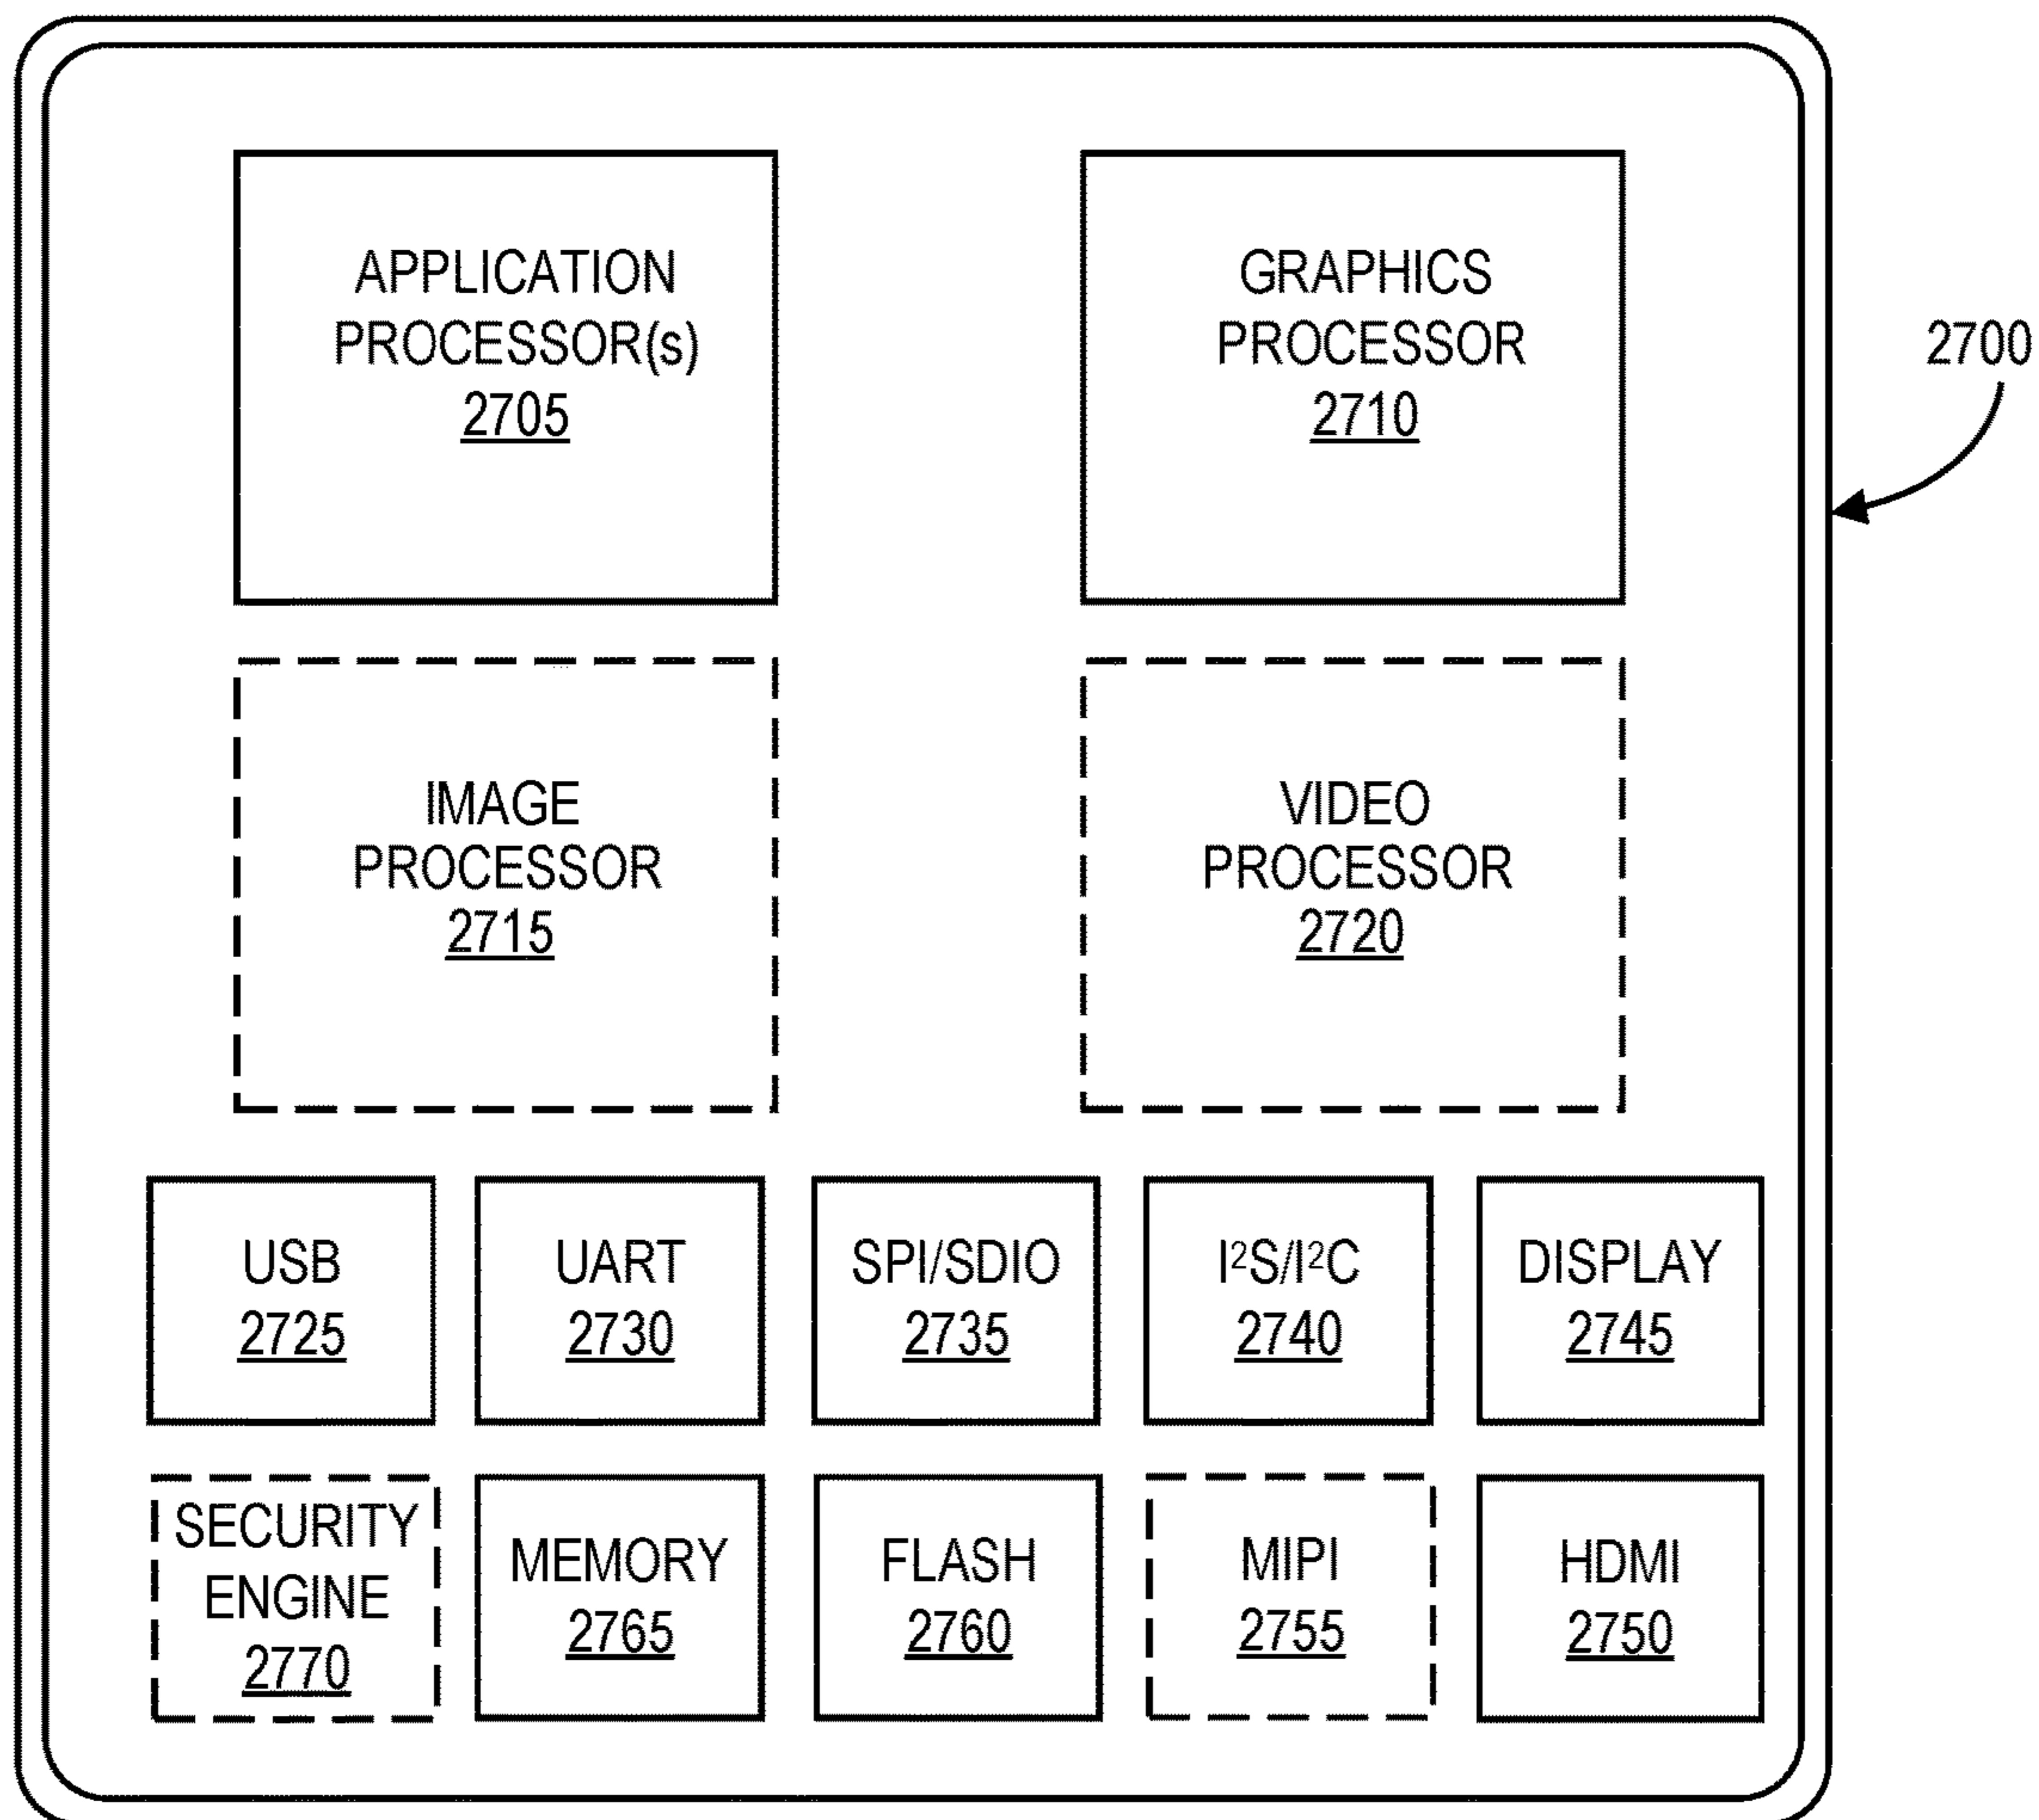 APPLICATION
PROCESSOR(s)
2705
GRAPHICS
PROCESSOR
2710
2700
IMAGE
PROCESSOR
2715
VIDEO
PROCESSOR
2720
USB
2725
UART
2730
SPI/SDIO
2735
I²S/I²C
2740
DISPLAY
2745
SECURITY
ENGINE
2770
MEMORY
2765
FLASH
2760
MIPI
2755
HDMI
2750